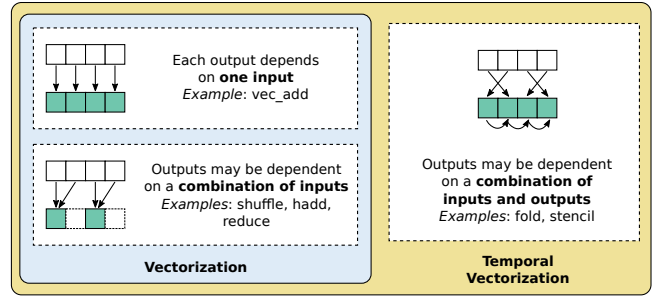 Each output depends
on one input
Example: vec_add
Outputs may be dependent
on a combination of inputs
Examples: shuffle, hadd,
reduce
Vectorization
Outputs may be dependent
on a combination of
inputs and outputs
Examples: fold, stencil
Temporal
Vectorization